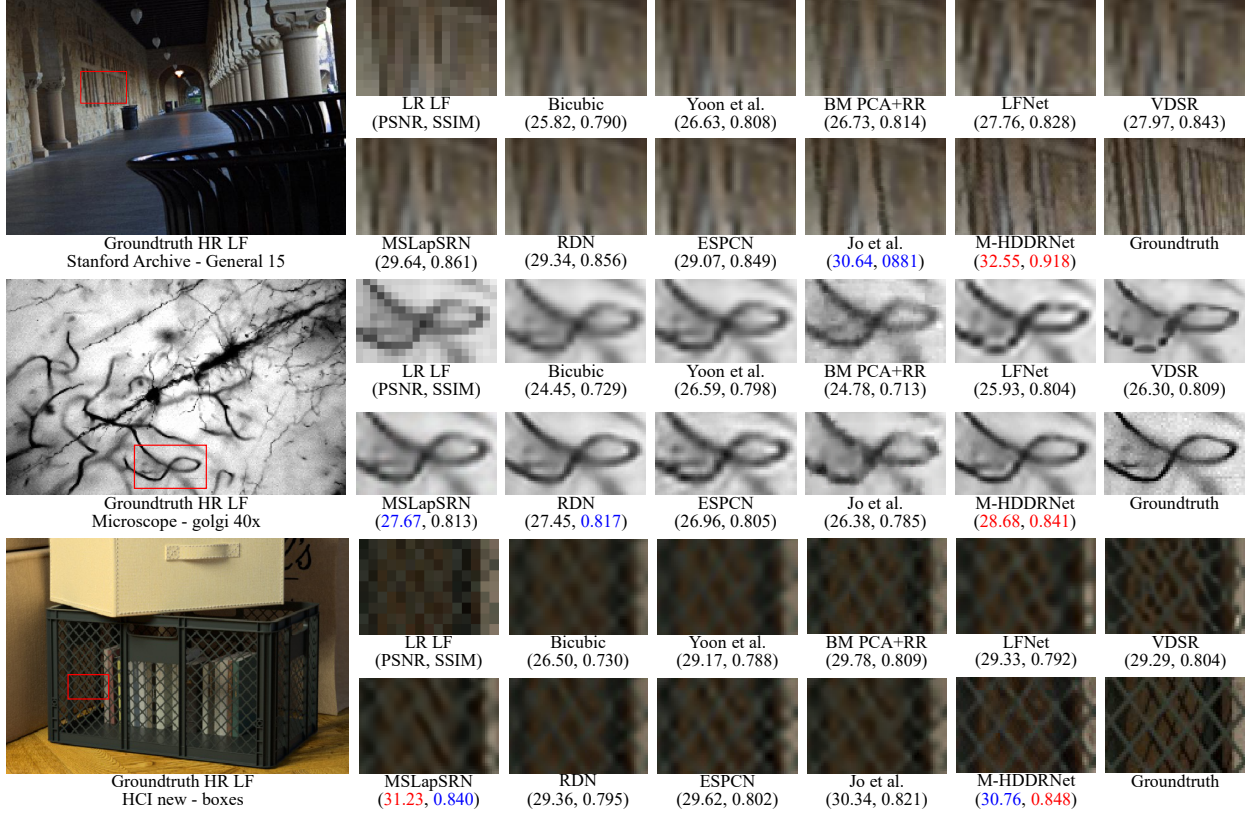 LR LF Bicubic Yoon et al. BM PCA+RR LFNet VDSR
(PSNR, SSIM) (25.82, 0.790) (26.63, 0.808) (26.73, 0.814) (27.76, 0.828) (27.97, 0.843)
Groundtruth HR LF
Stanford Archive - General 15
MSLapSRN RDN ESPCN Jo et al. M-HDDRNet Groundtruth
(29.64, 0.861) (29.34, 0.856) (29.07, 0.849) (30.64, 0881) (32.55, 0.918)
LR LF Bicubic Yoon et al. BM PCA+RR LFNet VDSR
(PSNR, SSIM) (24.45, 0.729) (26.59, 0.798) (24.78, 0.713) (25.93, 0.804) (26.30, 0.809)
Groundtruth HR LF
Microscope - golgi 40x
MSLapSRN RDN ESPCN Jo et al. M-HDDRNet Groundtruth
(27.67, 0.813) (27.45, 0.817) (26.96, 0.805) (26.38, 0.785) (28.68, 0.841)
LR LF Bicubic Yoon et al. BM PCA+RR LFNet VDSR
(PSNR, SSIM) (26.50, 0.730) (29.17, 0.788) (29.78, 0.809) (29.33, 0.792) (29.29, 0.804)
Groundtruth HR LF
HCI new - boxes
MSLapSRN RDN ESPCN Jo et al. M-HDDRNet Groundtruth
(31.23, 0.840) (29.36, 0.795) (29.62, 0.802) (30.34, 0.821) (30.76, 0.848)